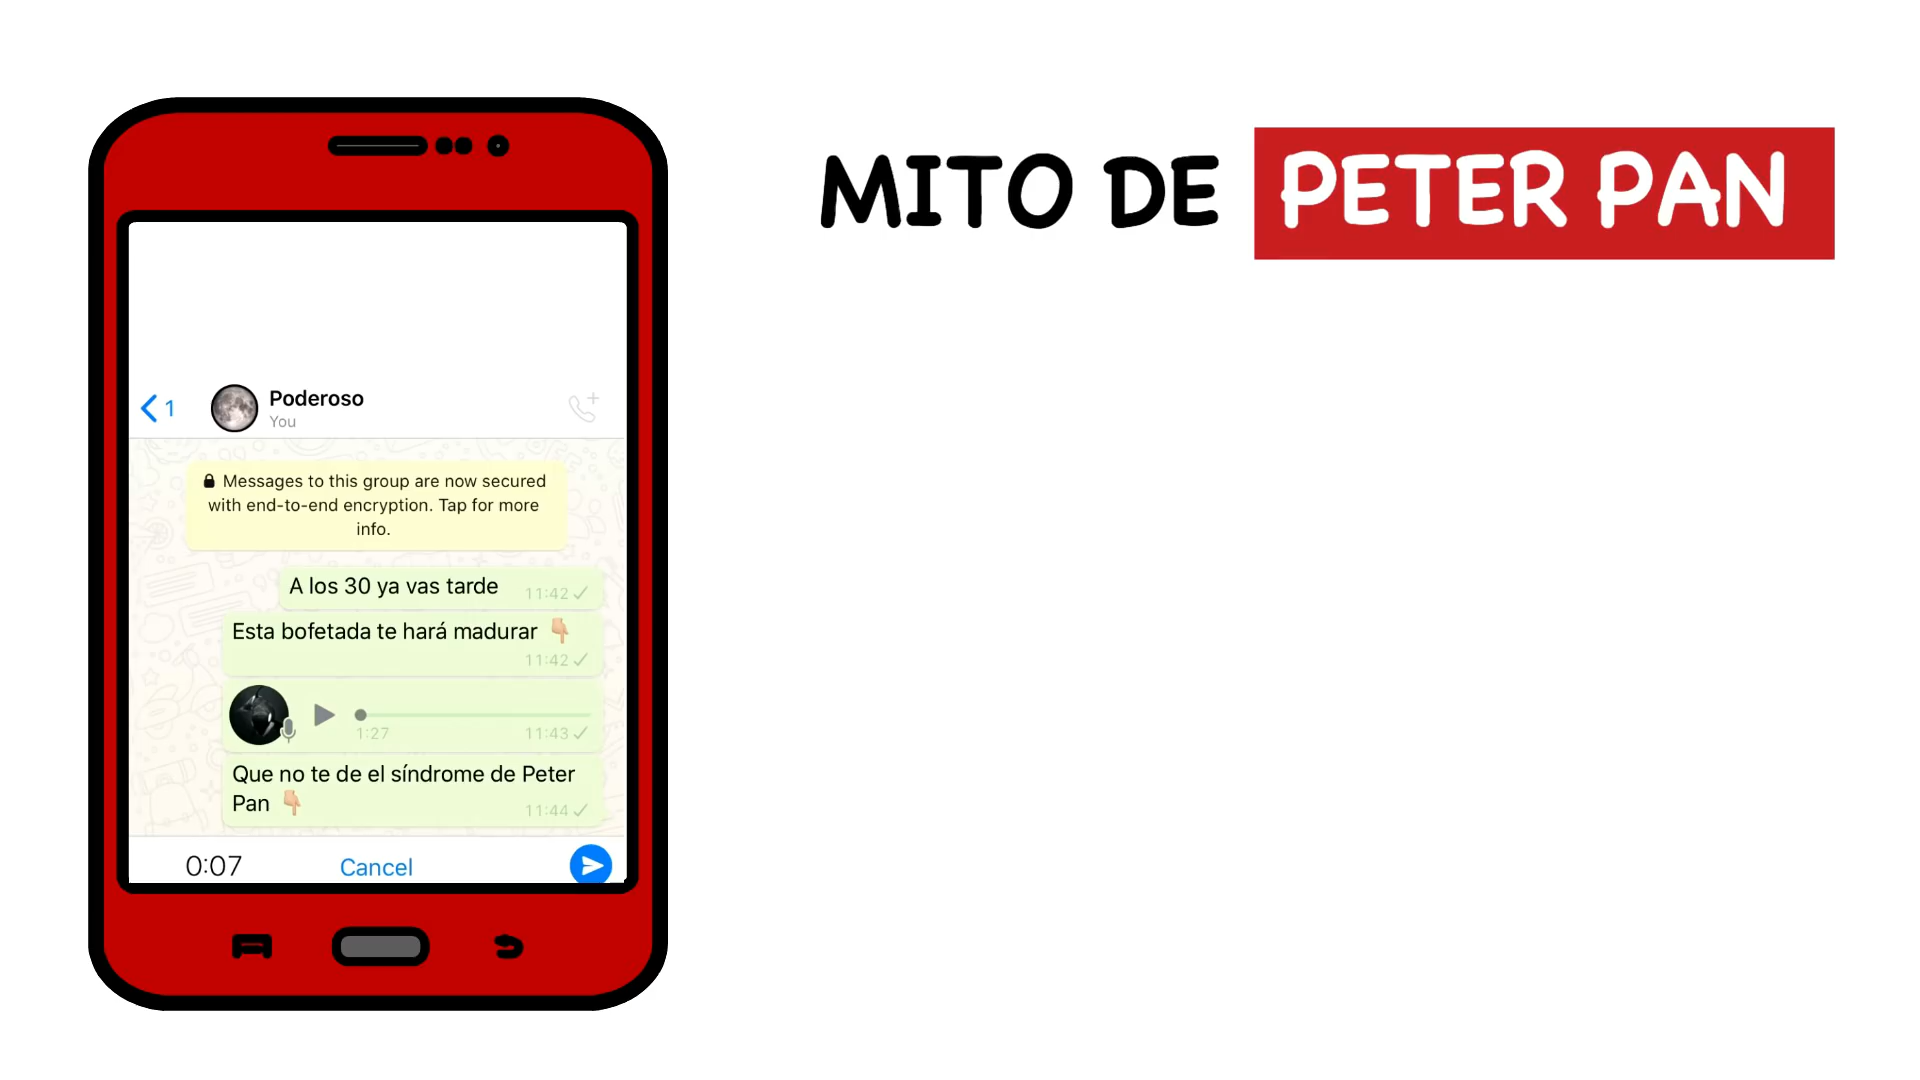 MITO DE PETER PAN
1
Poderoso
You
Messages to this group are now secured
with end-to-end encryption. Tap for more
info.
A los 30 ya vas tarde 11:42
Esta bofetada te hará madurar 👇🏼
11:42
1:27 11:43
Que no te de el síndrome de Peter
Pan 👇🏼 11:44
0:07 Cancel